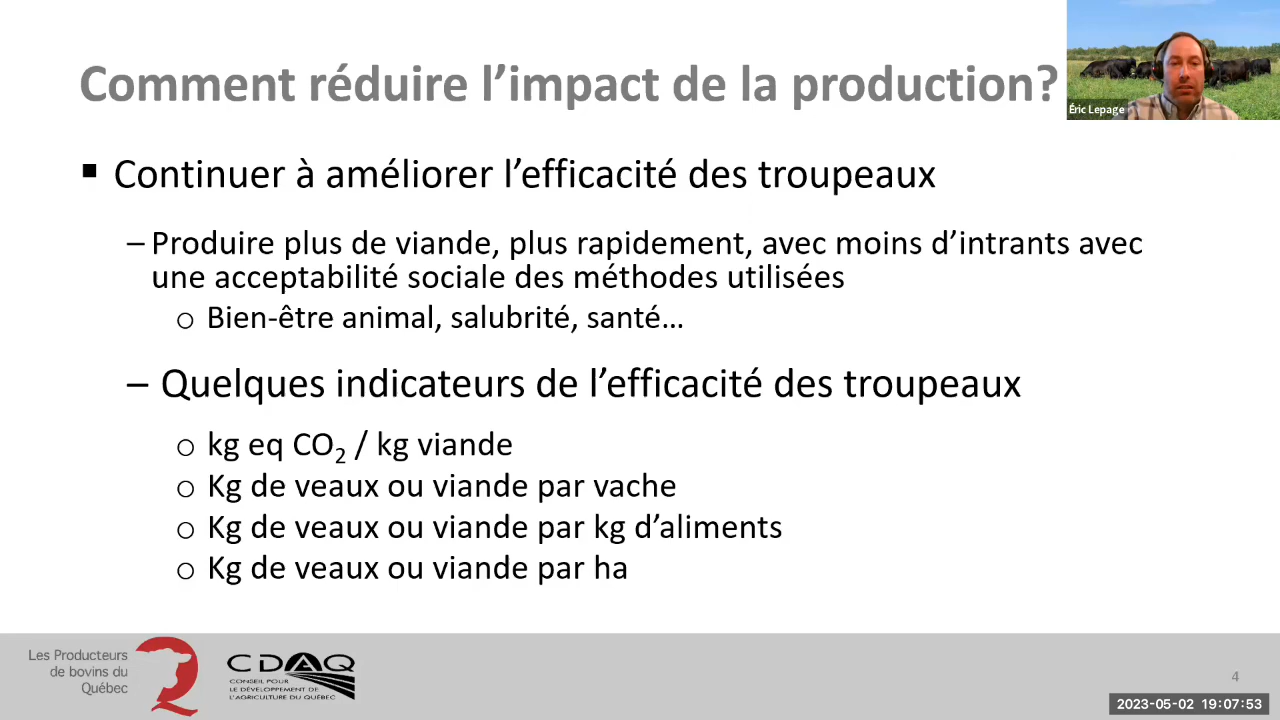 Comment réduire l’impact de la production?
Éric Lepage
▪ Continuer à améliorer l’efficacité des troupeaux
– Produire plus de viande, plus rapidement, avec moins d’intrants avec
une acceptabilité sociale des méthodes utilisées
o Bien-être animal, salubrité, santé…
– Quelques indicateurs de l’efficacité des troupeaux
o kg eq CO₂ / kg viande
o Kg de veaux ou viande par vache
o Kg de veaux ou viande par kg d’aliments
o Kg de veaux ou viande par ha
Les Producteurs
de bovins du
Québec
CDAQ
CONSEIL POUR
LE DÉVELOPPEMENT DE
L’AGRICULTURE DU QUÉBEC
4
2023-05-02 19:07:53